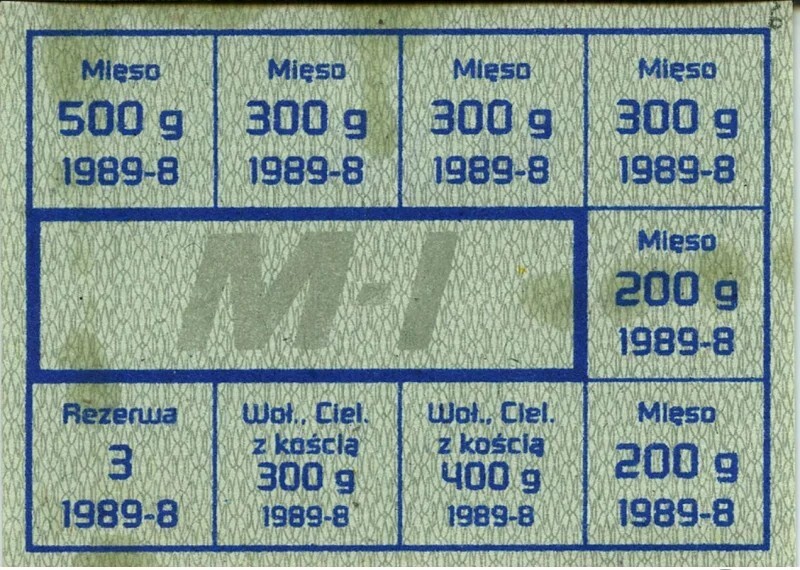 Mięso
500 g
1989-8
Mięso
300 g
1989-8
Mięso
300 g
1989-8
Mięso
300 g
1989-8
M-I
Mięso
200 g
1989-8
Rezerwa
3
1989-8
Woł., Ciel.
z kością
300 g
1989-8
Woł., Ciel.
z kością
400 g
1989-8
Mięso
200 g
1989-8